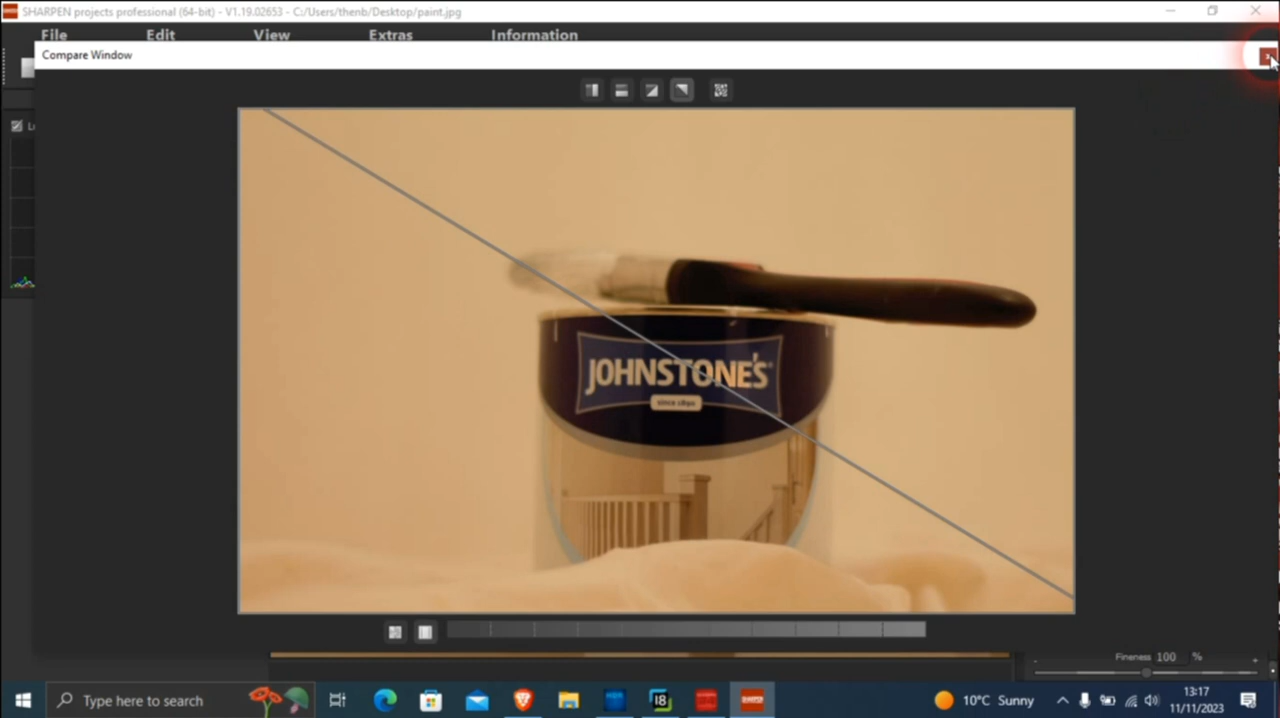 SHARPEN projects professional (64-bit) - V1.19.02653 - C:/Users/thenb/Desktop/paint.jpg
File Edit View Extras Information
Compare Window
JOHNSTONE'S
since 1890
Fineness 100 %
Type here to search
10°C Sunny
13:17
11/11/2023